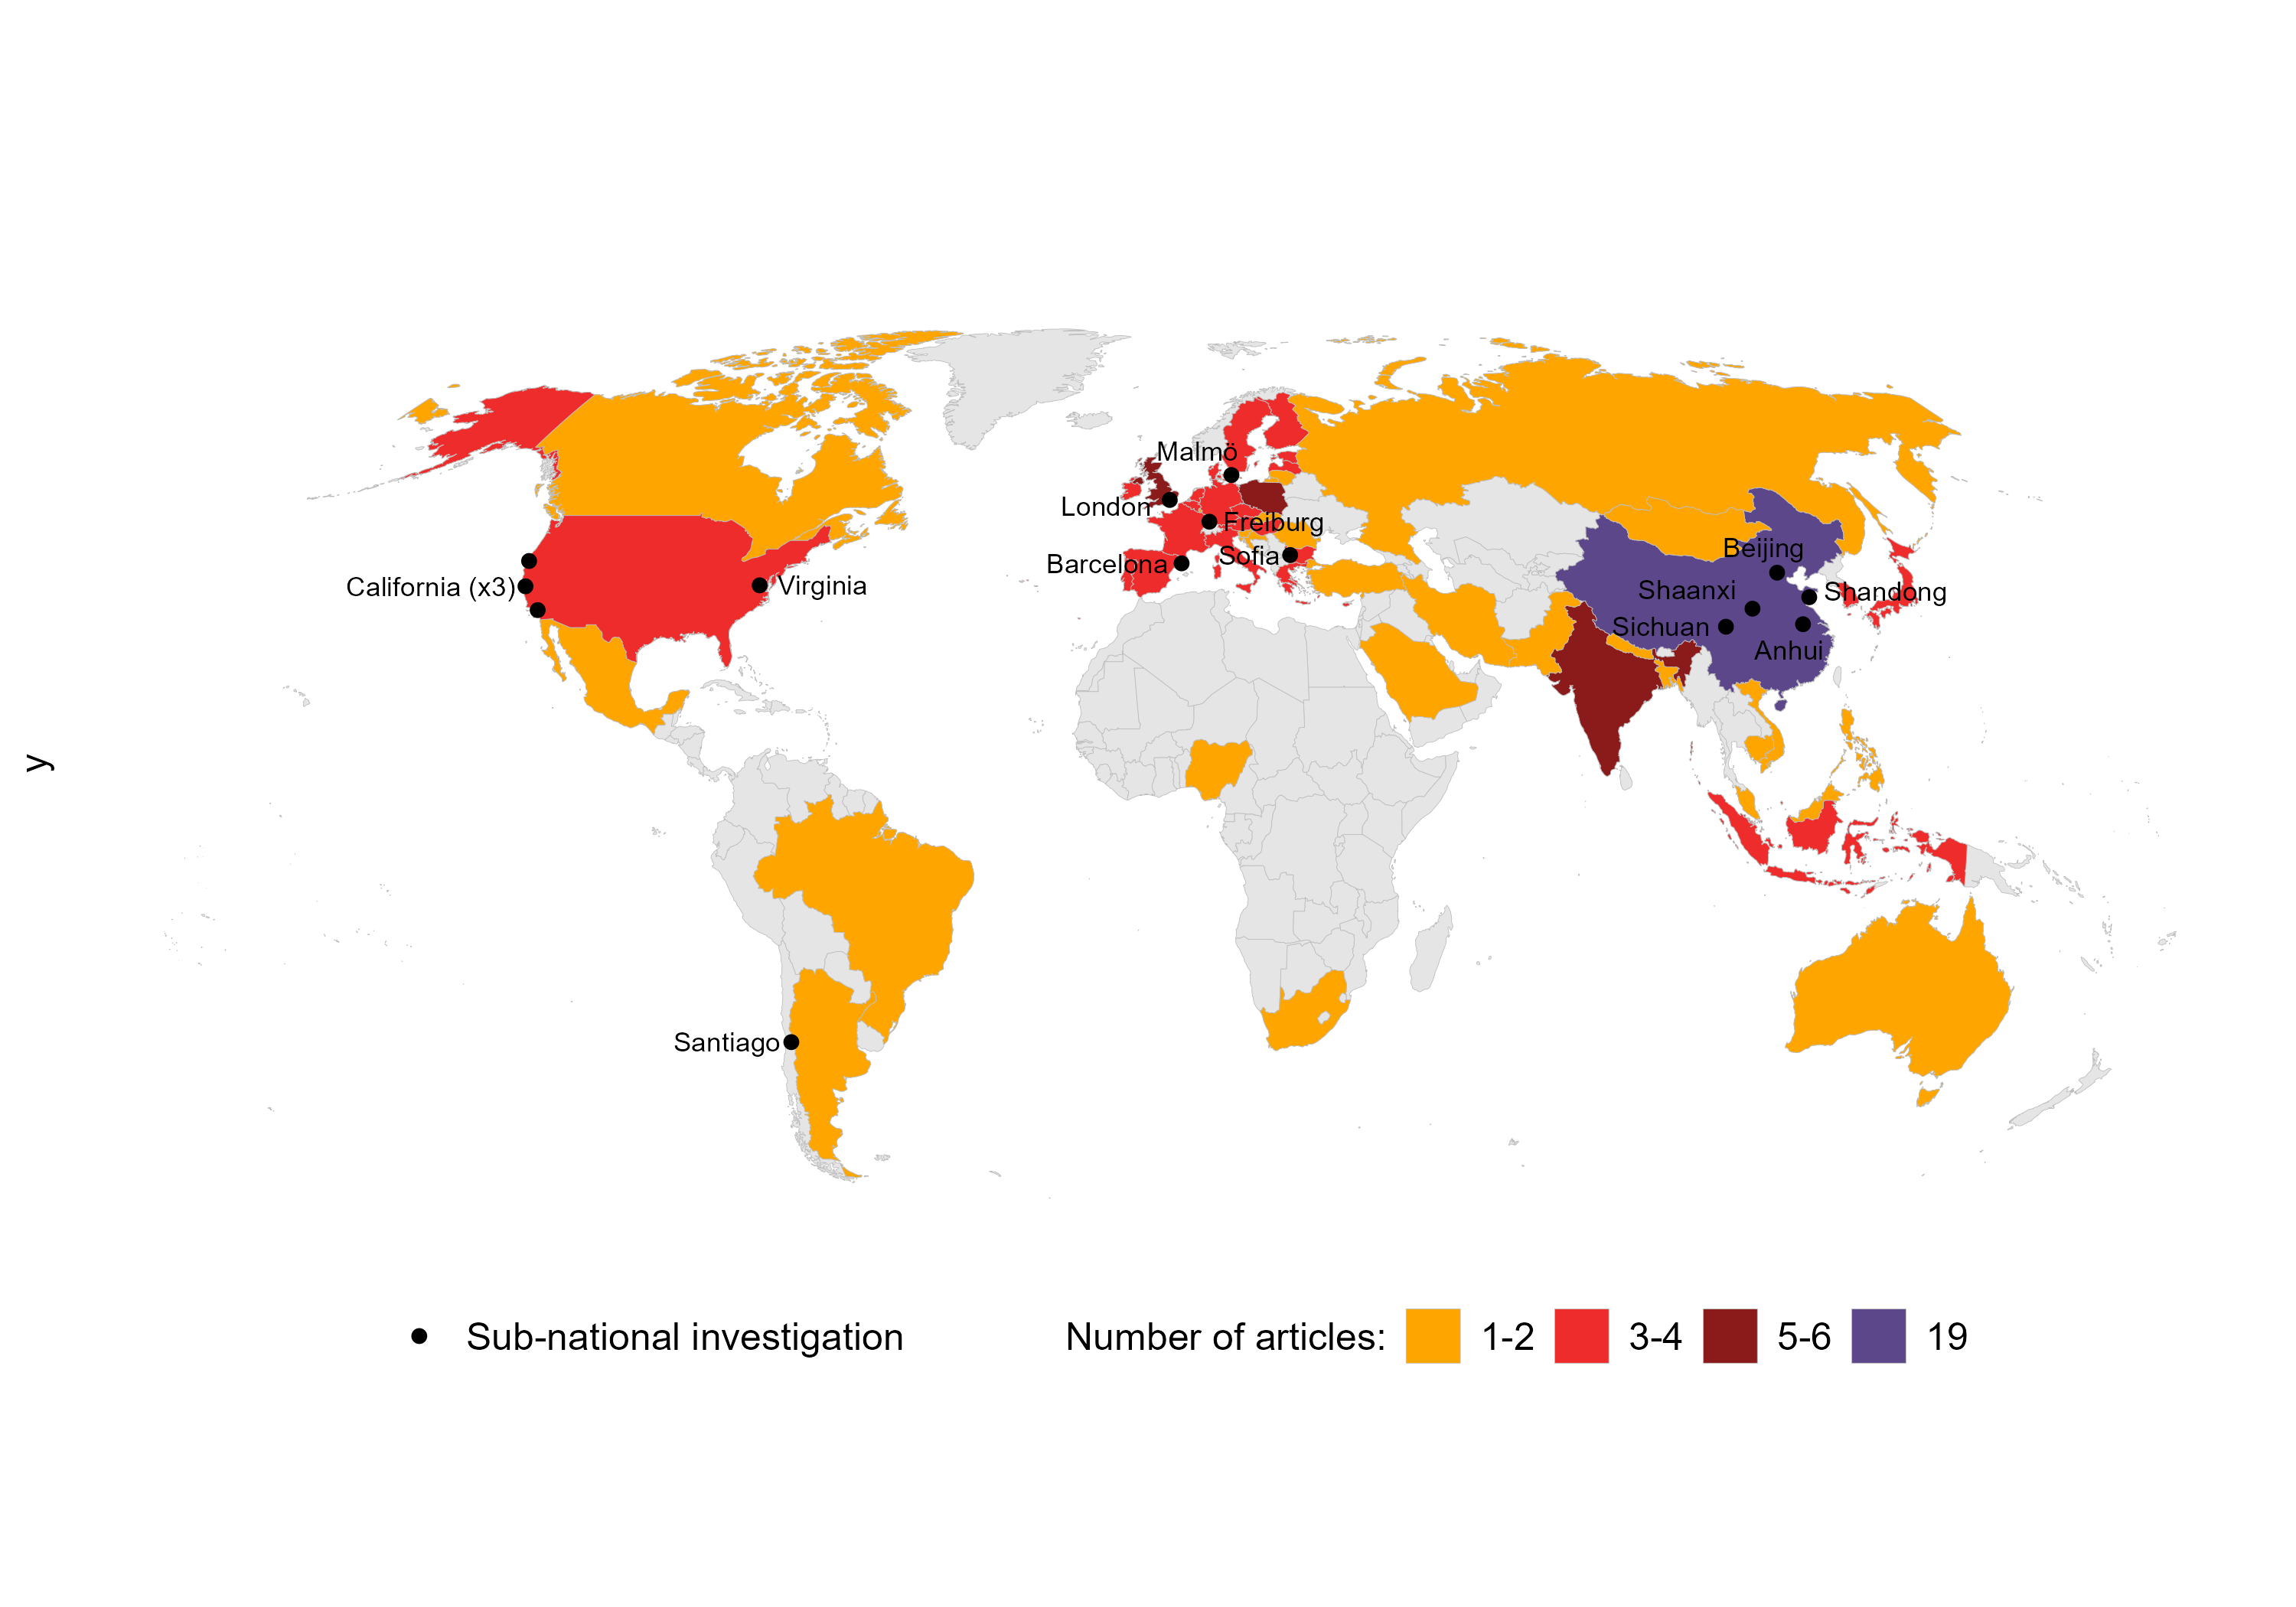 Malmö
London
Freiburg
Sofia
Barcelona
Beijing
Shaanxi
Shandong
Sichuan
Anhui
California (x3)
Virginia
Santiago
y
Sub-national investigation
Number of articles:
1-2
3-4
5-6
19